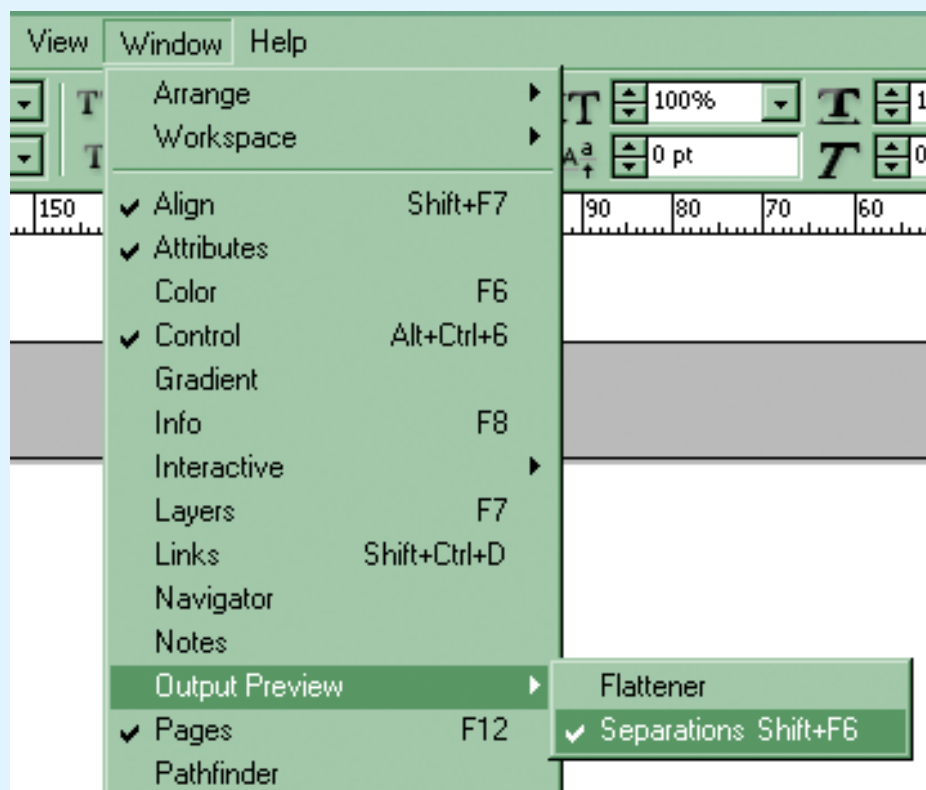 View Window Help
Arrange
100%
1
Workspace
0 pt
0
150 90 80 70 60
Align Shift+F7
Attributes
Color F6
Control Alt+Ctrl+6
Gradient
Info F8
Interactive
Layers F7
Links Shift+Ctrl+D
Navigator
Notes
Output Preview Flattener
Pages F12 Separations Shift+F6
Pathfinder